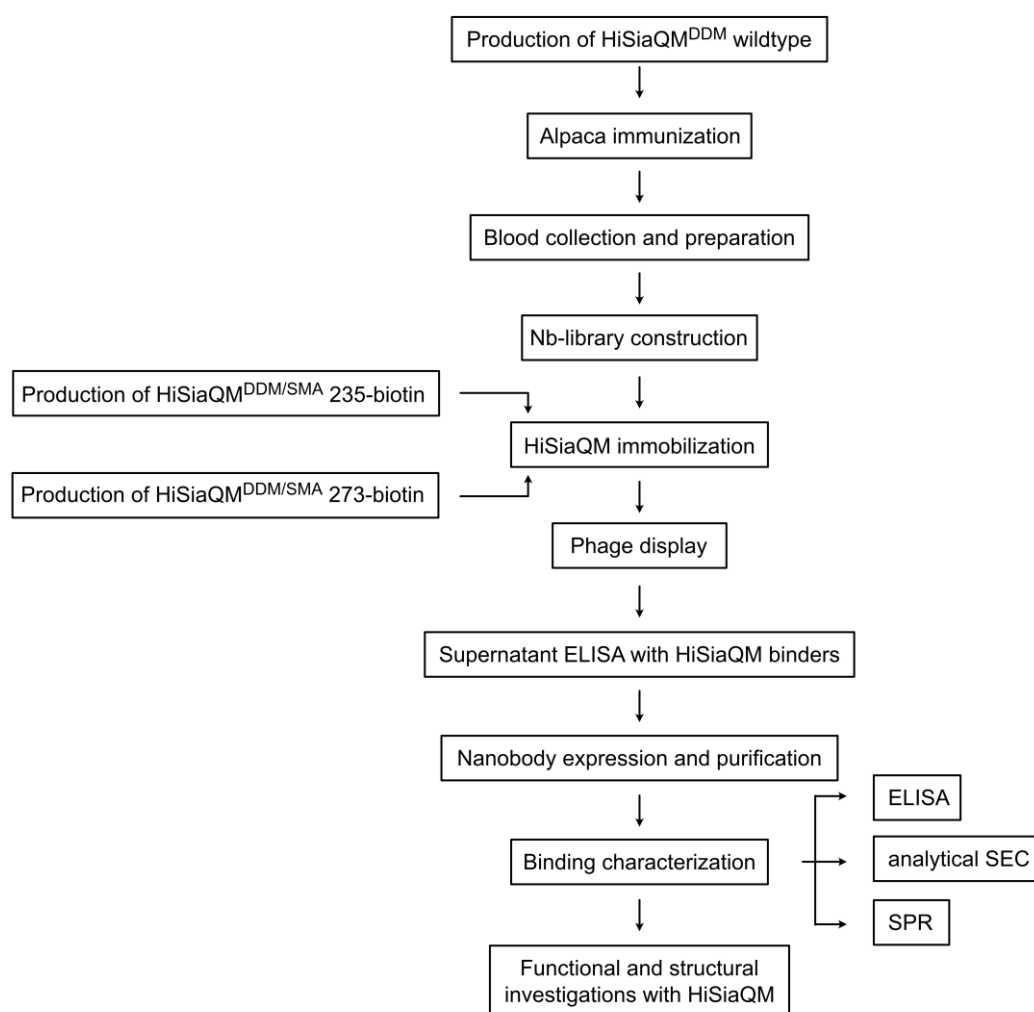 Production of HiSiaQM^DDM wildtype
Alpaca immunization
Blood collection and preparation
Nb-library construction
Production of HiSiaQM^DDM/SMA 235-biotin
HiSiaQM immobilization
Production of HiSiaQM^DDM/SMA 273-biotin
Phage display
Supernatant ELISA with HiSiaQM binders
Nanobody expression and purification
ELISA
Binding characterization
analytical SEC
SPR
Functional and structural
investigations with HiSiaQM